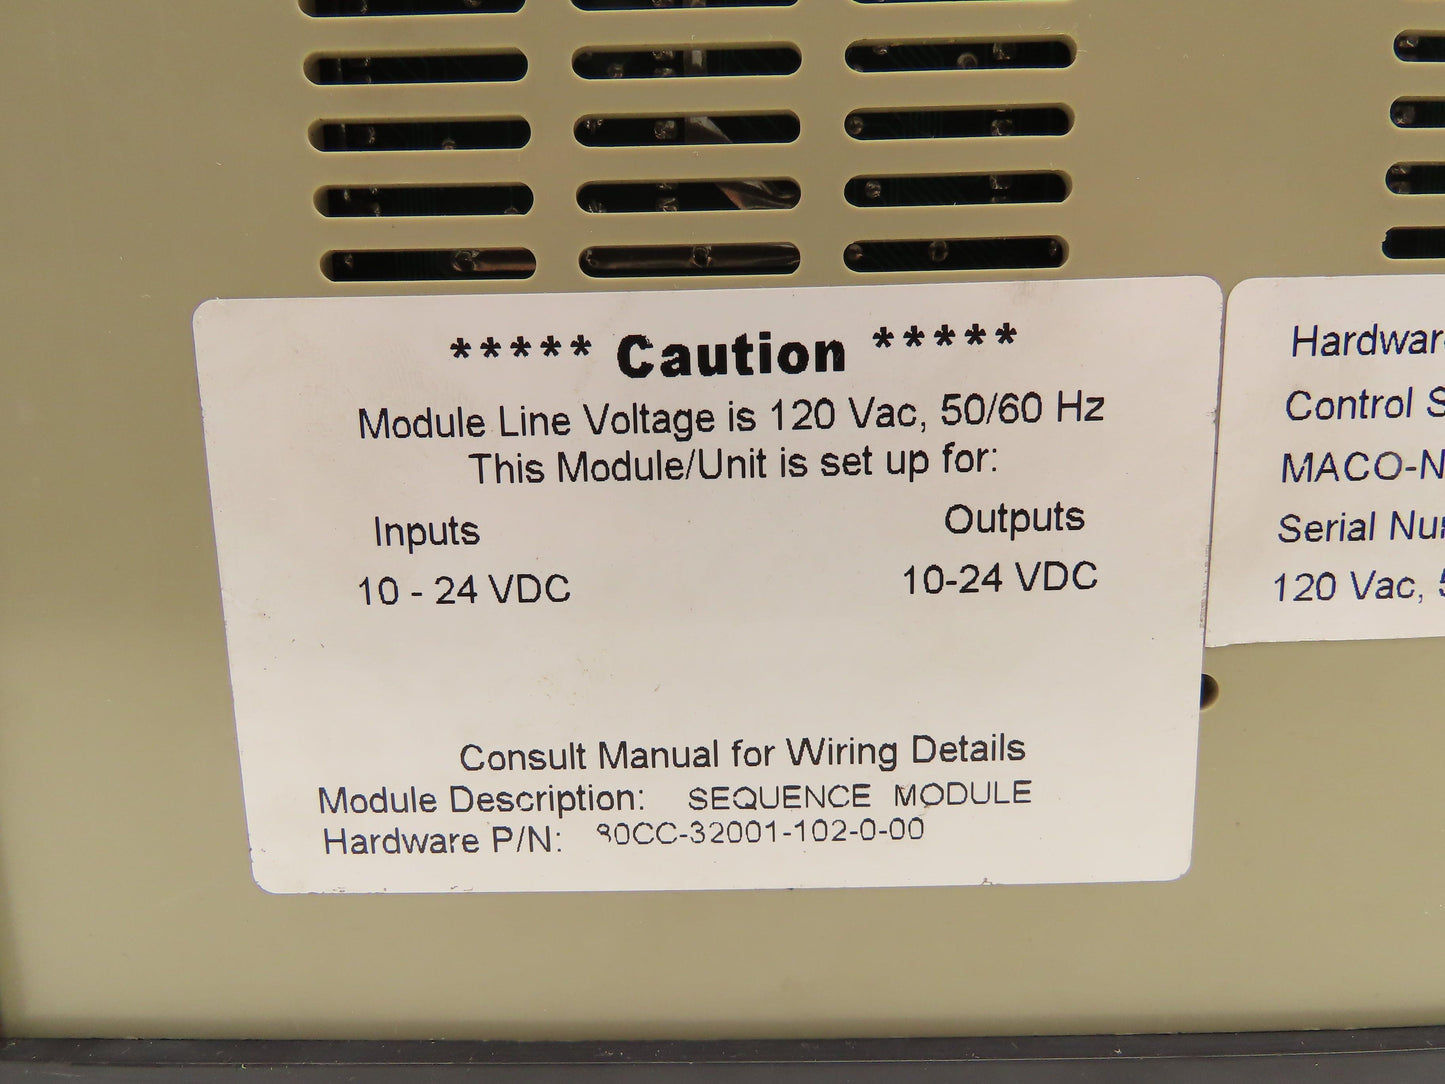 ***** Caution *****
Module Line Voltage is 120 Vac, 50/60 Hz
This Module/Unit is set up for:
Inputs Outputs
10 - 24 VDC 10-24 VDC
Consult Manual for Wiring Details
Module Description: SEQUENCE MODULE
Hardware P/N: 80CC-32001-102-0-00
Hardwar
Control S
MACO-N
Serial Nu
120 Vac, 5